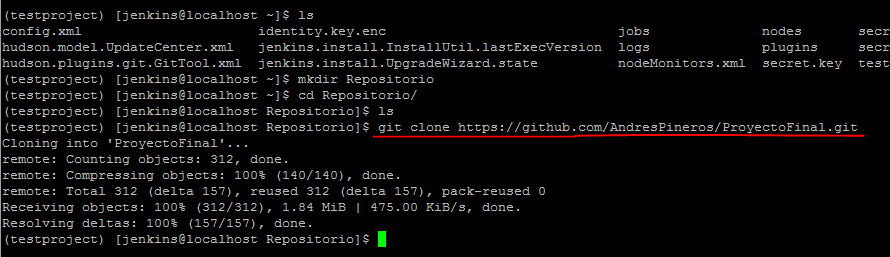 (testproject) [jenkins@localhost ~]$ ls
config.xml identity.key.enc jobs nodes secr
hudson.model.UpdateCenter.xml jenkins.install.InstallUtil.lastExecVersion logs plugins secr
hudson.plugins.git.GitTool.xml jenkins.install.UpgradeWizard.state nodeMonitors.xml secret.key test
(testproject) [jenkins@localhost ~]$ mkdir Repositorio
(testproject) [jenkins@localhost ~]$ cd Repositorio/
(testproject) [jenkins@localhost Repositorio]$ ls
(testproject) [jenkins@localhost Repositorio]$ git clone https://github.com/AndresPineros/ProyectoFinal.git
Cloning into 'ProyectoFinal'...
remote: Counting objects: 312, done.
remote: Compressing objects: 100% (140/140), done.
remote: Total 312 (delta 157), reused 312 (delta 157), pack-reused 0
Receiving objects: 100% (312/312), 1.84 MiB | 475.00 KiB/s, done.
Resolving deltas: 100% (157/157), done.
(testproject) [jenkins@localhost Repositorio]$